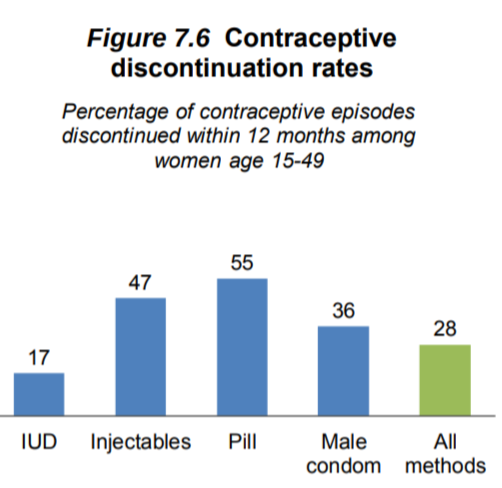 Figure 7.6 Contraceptive
discontinuation rates
Percentage of contraceptive episodes
discontinued within 12 months among
women age 15-49
17
47
55
36
28
IUD
Injectables
Pill
Male
condom
All
methods